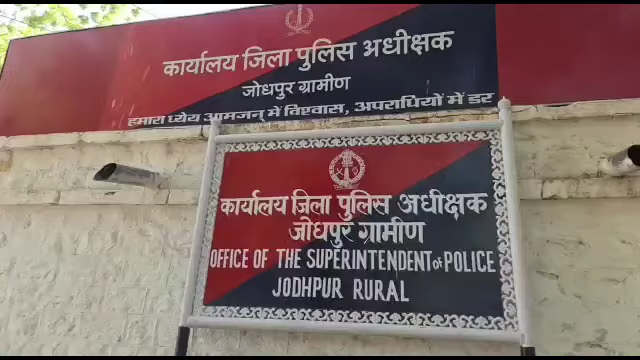 कार्यालय जिला पुलिस अधीक्षक
जोधपुर ग्रामीण
हमारा ध्येय आमजन में विश्वास, अपराधियों में डर
कार्यालय जिला पुलिस अधीक्षक
जोधपुर ग्रामीण
OFFICE OF THE SUPERINTENDENT OF POLICE
JODHPUR RURAL